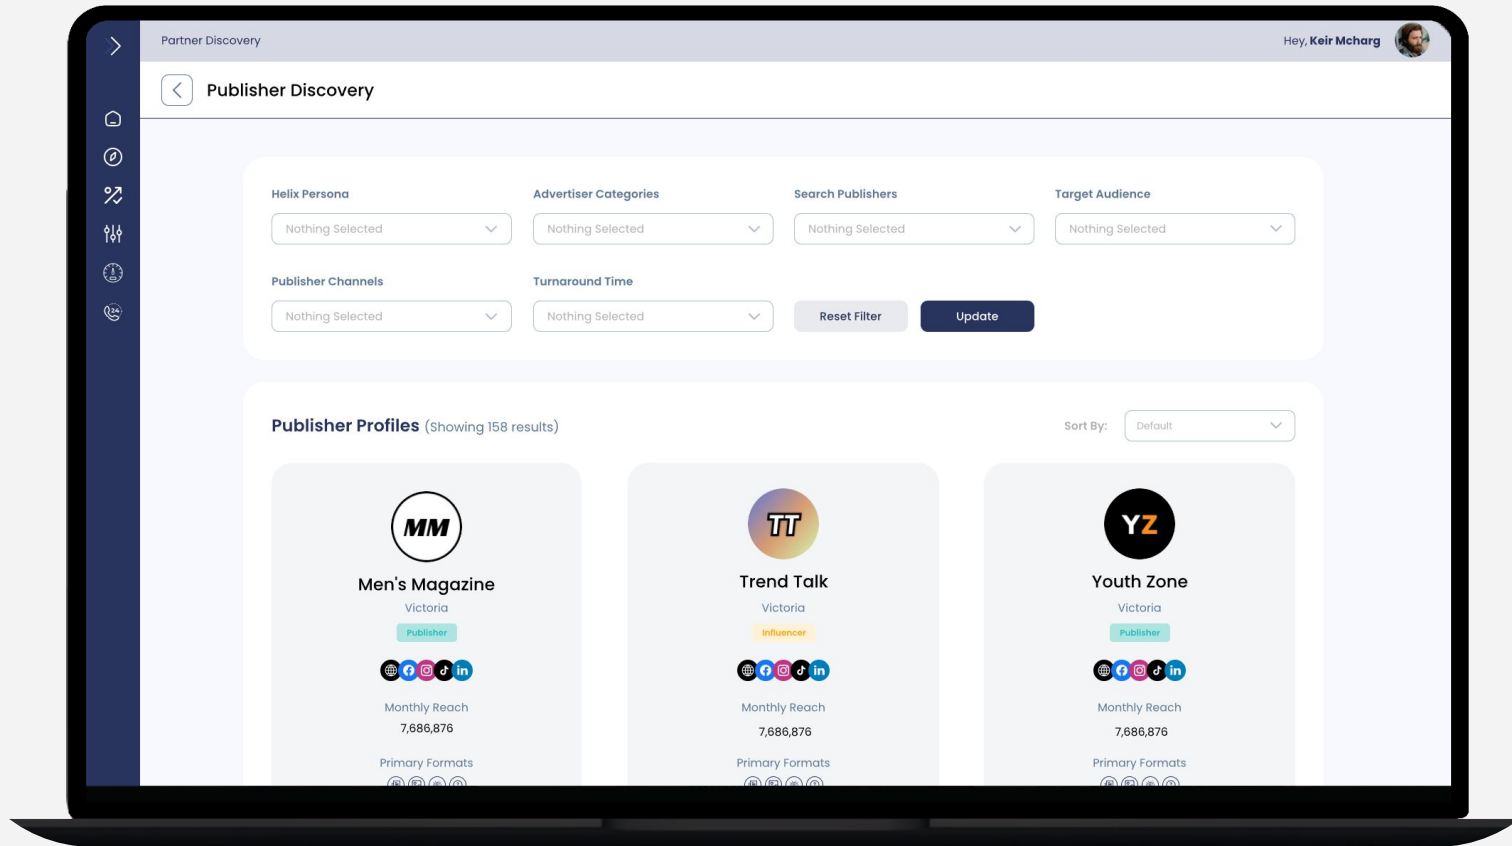 Partner Discovery
Hey, Keir Mcharg
Publisher Discovery
Helix Persona
Advertiser Categories
Search Publishers
Target Audience
Nothing Selected
Nothing Selected
Nothing Selected
Nothing Selected
Publisher Channels
Turnaround Time
Nothing Selected
Nothing Selected
Reset Filter
Update
Publisher Profiles (Showing 158 results)
Sort By:
Default
MM
Men's Magazine
Victoria
Publisher
in
Monthly Reach
7,686,876
Primary Formats
TT
Trend Talk
Victoria
Influencer
in
Monthly Reach
7,686,876
Primary Formats
YZ
Youth Zone
Victoria
Publisher
in
Monthly Reach
7,686,876
Primary Formats
24